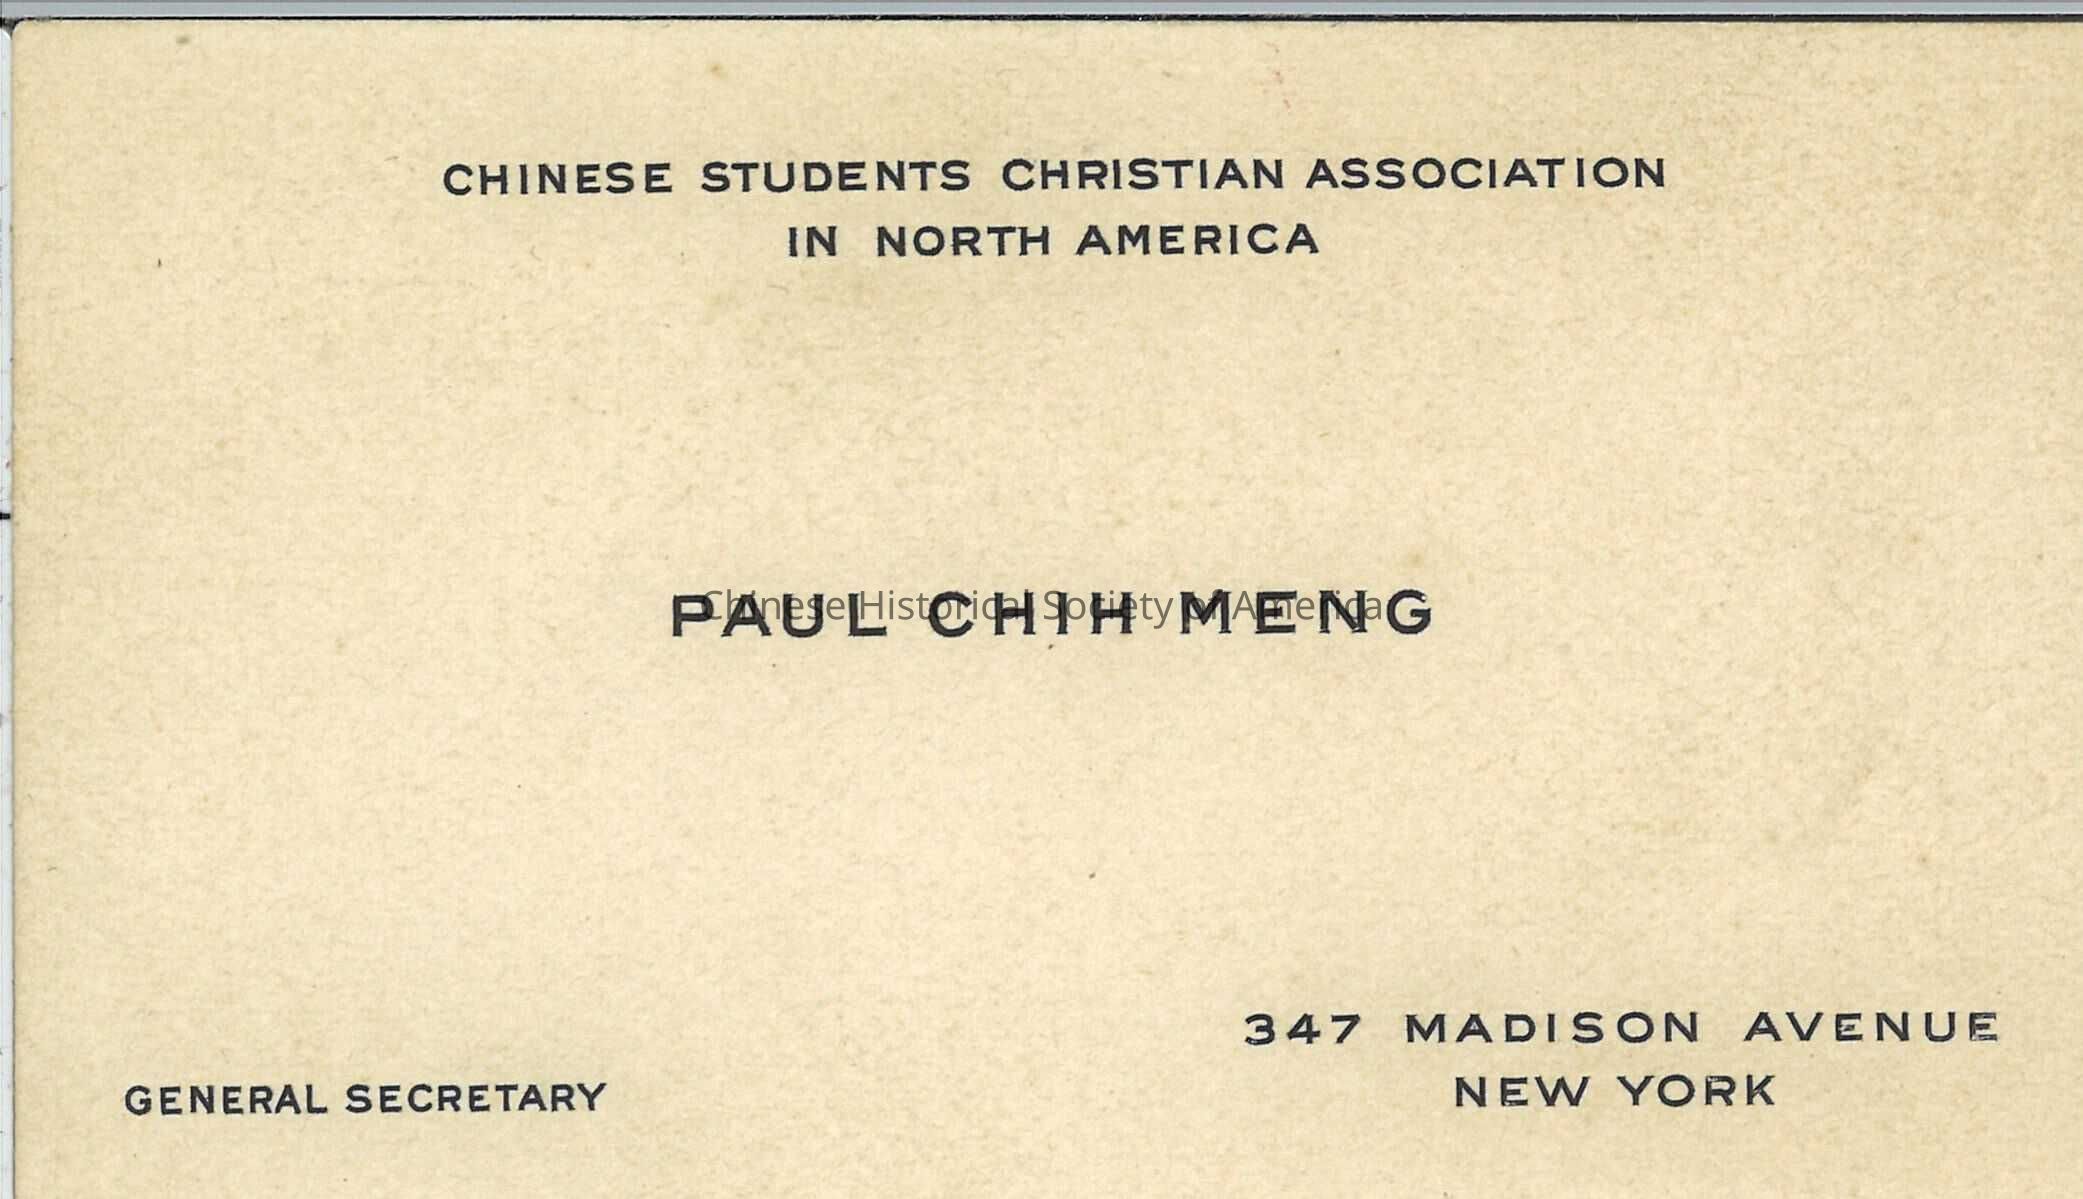 CHINESE STUDENTS CHRISTIAN ASSOCIATION
IN NORTH AMERICA
PAUL CHIH MENG
Chinese Historical Society of America
GENERAL SECRETARY
347 MADISON AVENUE
NEW YORK